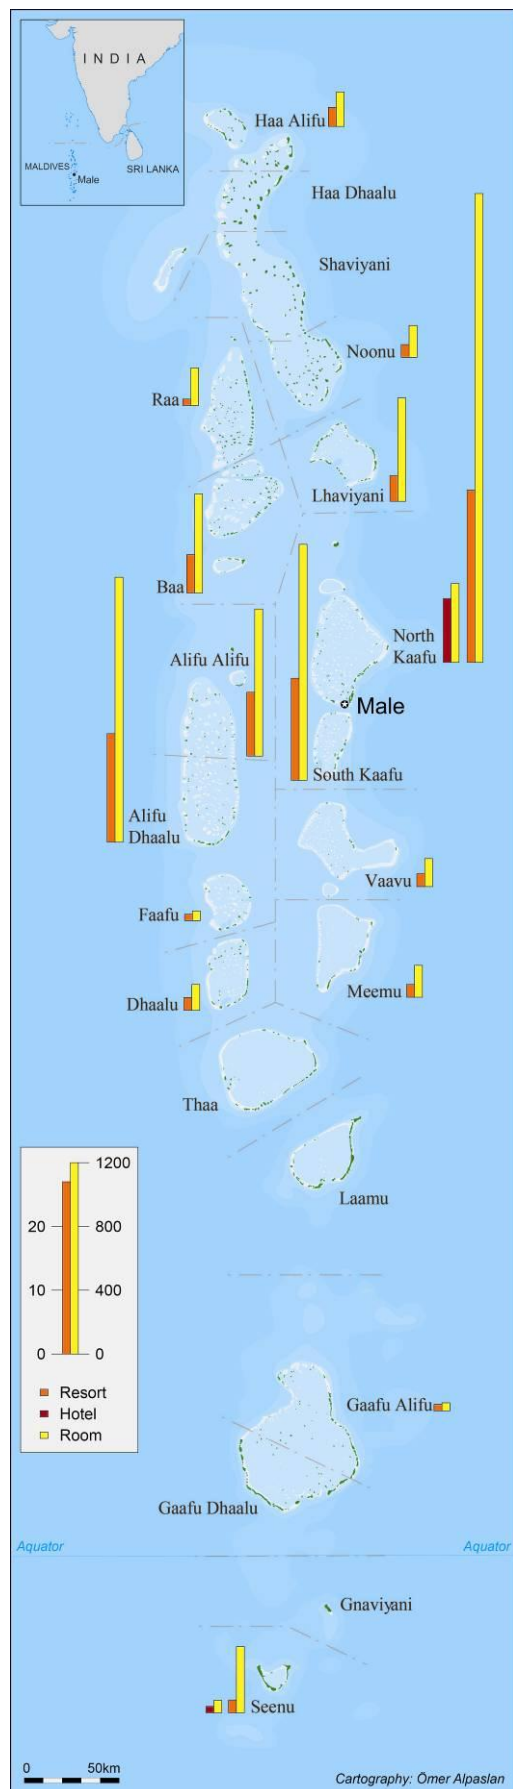 INDIA
MALDIVES
Male
SRI LANKA
Haa Alifu
Haa Dhaalu
Shaviyani
Noonu
Raa
Lhaviyani
Baa
North
Kaafu
Alifu Alifu
Male
South Kaafu
Alifu
Dhaalu
Vaavu
Faafu
Dhaalu
Meemu
Thaa
Laamu
1200
20 800
10 400
0 0
Resort
Hotel
Room
Gaafu Alifu
Gaafu Dhaalu
Aquator Aquator
Gnaviyani
Seenu
0 50km
Cartography: Ömer Alpaslan